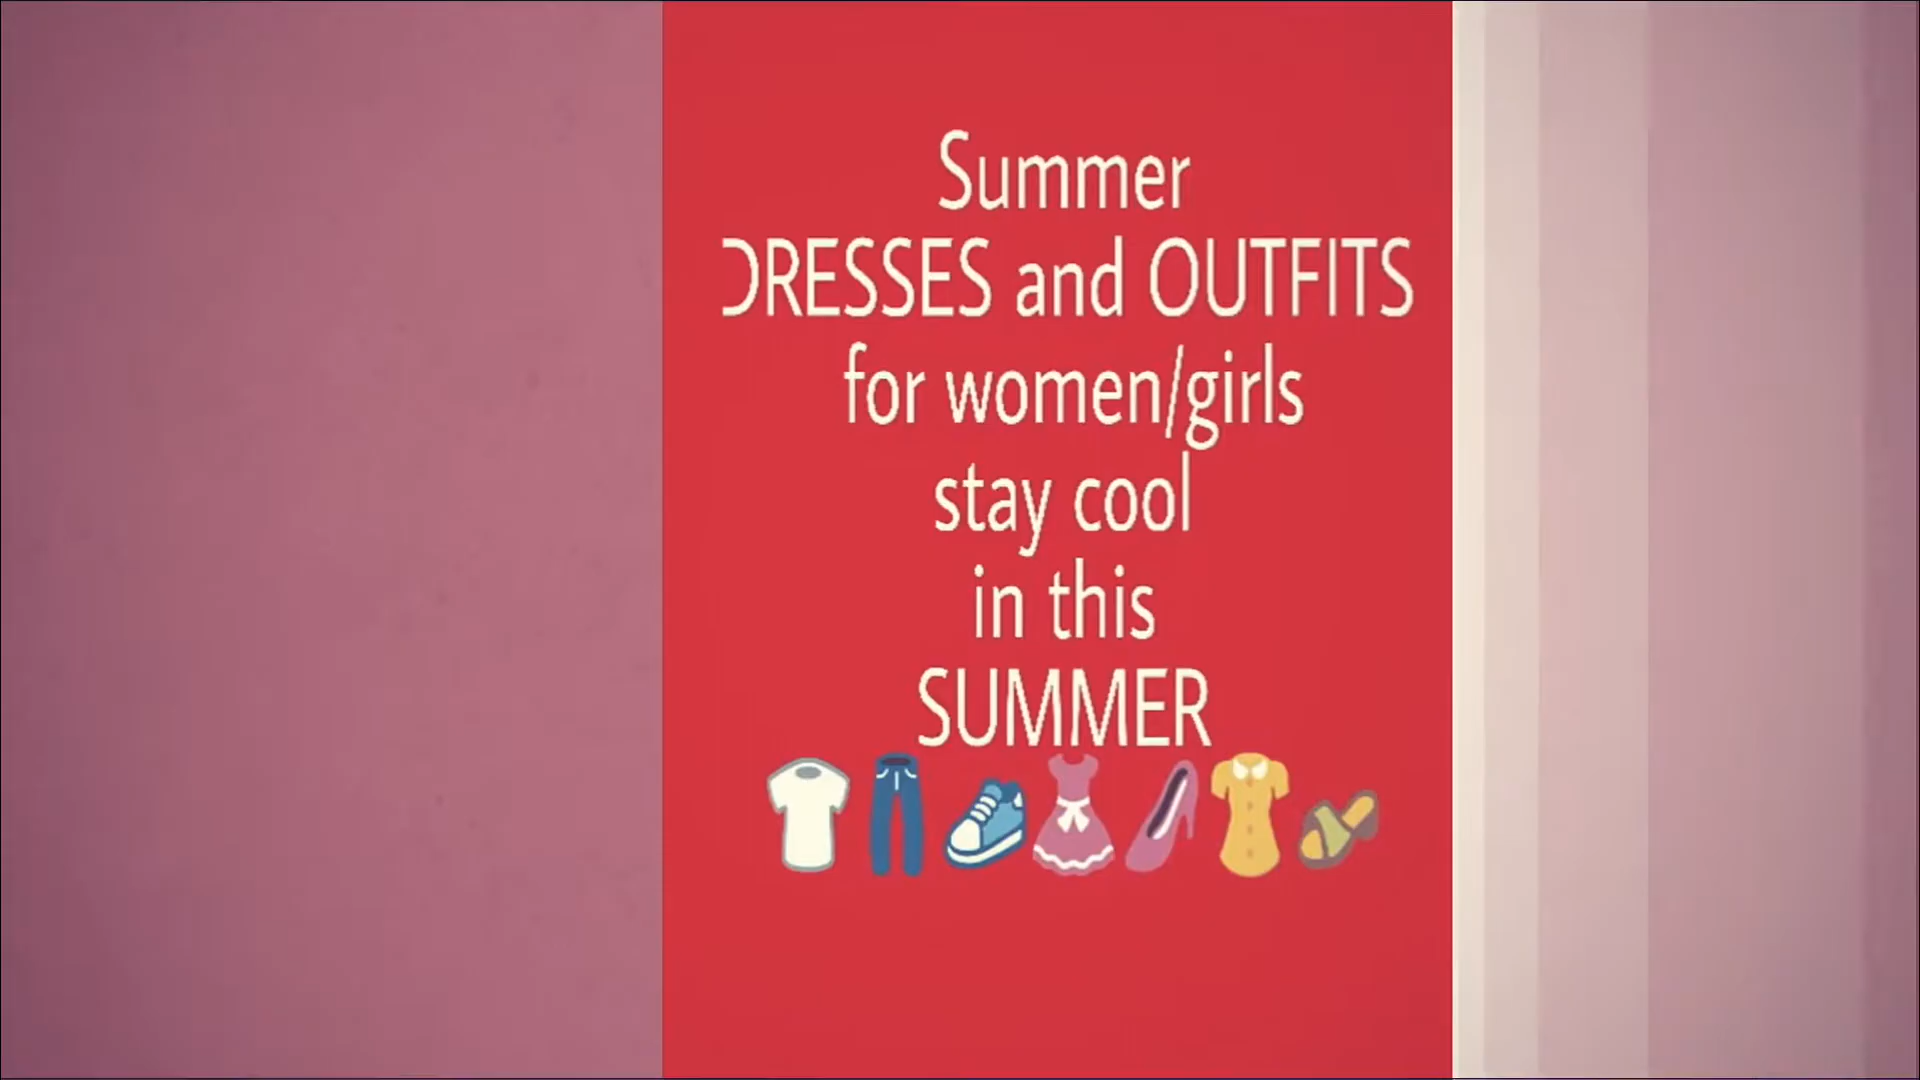 Summer
DRESSES and OUTFITS
for women/girls
stay cool
in this
SUMMER